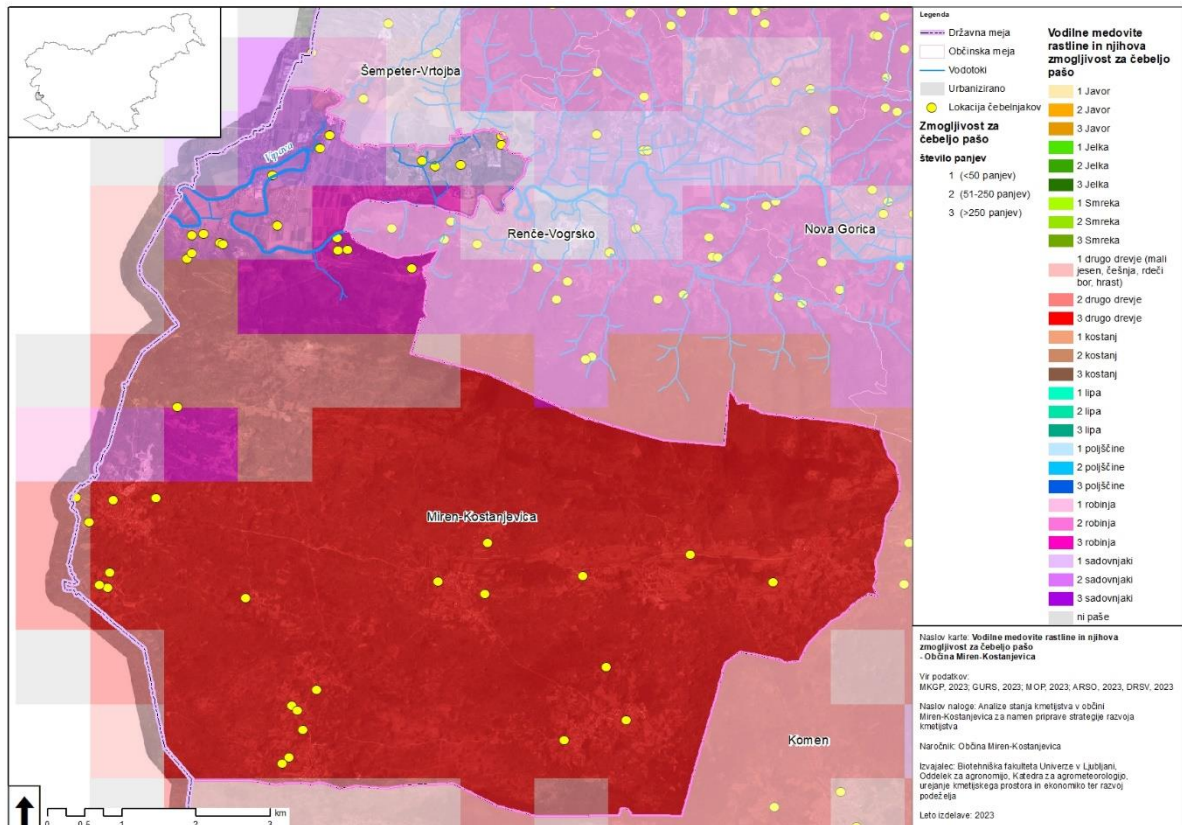 Šempeter-Vrtojba
Vipava
Renče-Vogrsko
Nova Gorica
Miren-Kostanjevica
Komen
0 0,5 1 2 3
km
Legenda
Državna meja
Občinska meja
Vodotoki
Urbanizirano
Lokacija čebelnjakov
Zmogljivost za
čebeljo pašo
število panjev
1 (<50 panjev)
2 (51-250 panjev)
3 (>250 panjev)
Vodilne medovite
rastline in njihova
zmogljivost za čebeljo
pašo
1 Javor
2 Javor
3 Javor
1 Jelka
2 Jelka
3 Jelka
1 Smreka
2 Smreka
3 Smreka
1 drugo drevje (mali
jesen, češnja, rdeči
bor, hrast)
2 drugo drevje
3 drugo drevje
1 kostanj
2 kostanj
3 kostanj
1 lipa
2 lipa
3 lipa
1 poljščine
2 poljščine
3 poljščine
1 robinja
2 robinja
3 robinja
1 sadovnjaki
2 sadovnjaki
3 sadovnjaki
ni paše
Naslov karte: Vodilne medovite rastline in njihova
zmogljivost za čebeljo pašo
- Občina Miren-Kostanjevica
Vir podatkov:
MKGP, 2023; GURS, 2023; MOP, 2023; ARSO, 2023, DRSV, 2023
Naslov naloge: Analize stanja kmetijstva v občini
Miren-Kostanjevica za namen priprave strategije razvoja
kmetijstva
Naročnik: Občina Miren-Kostanjevica
Izvajalec: Biotehniška fakulteta Univerze v Ljubljani,
Oddelek za agronomijo, Katedra za agrometeorologijo,
urejanje kmetijskega prostora in ekonomiko ter razvoj
podeželja
Leto izdelave: 2023